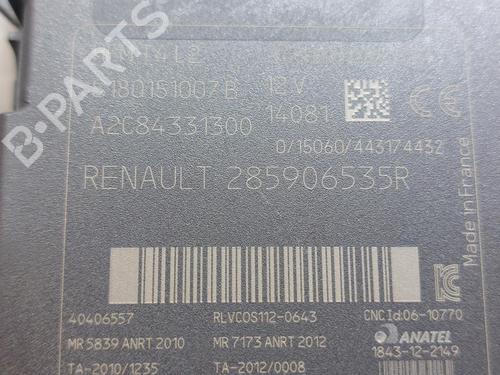 B-PARTS
180151007B 12V
14081
A2C84331300
0/15060/443174432
RENAULT 285906535R
Made in France
40406557 RLVCOS112-0643 CNC Id:06-10770
MR 5839 ANRT 2010 MR 7173 ANRT 2012 ANATEL
TA-2010/1235 TA-2012/0008 1843-12-2149